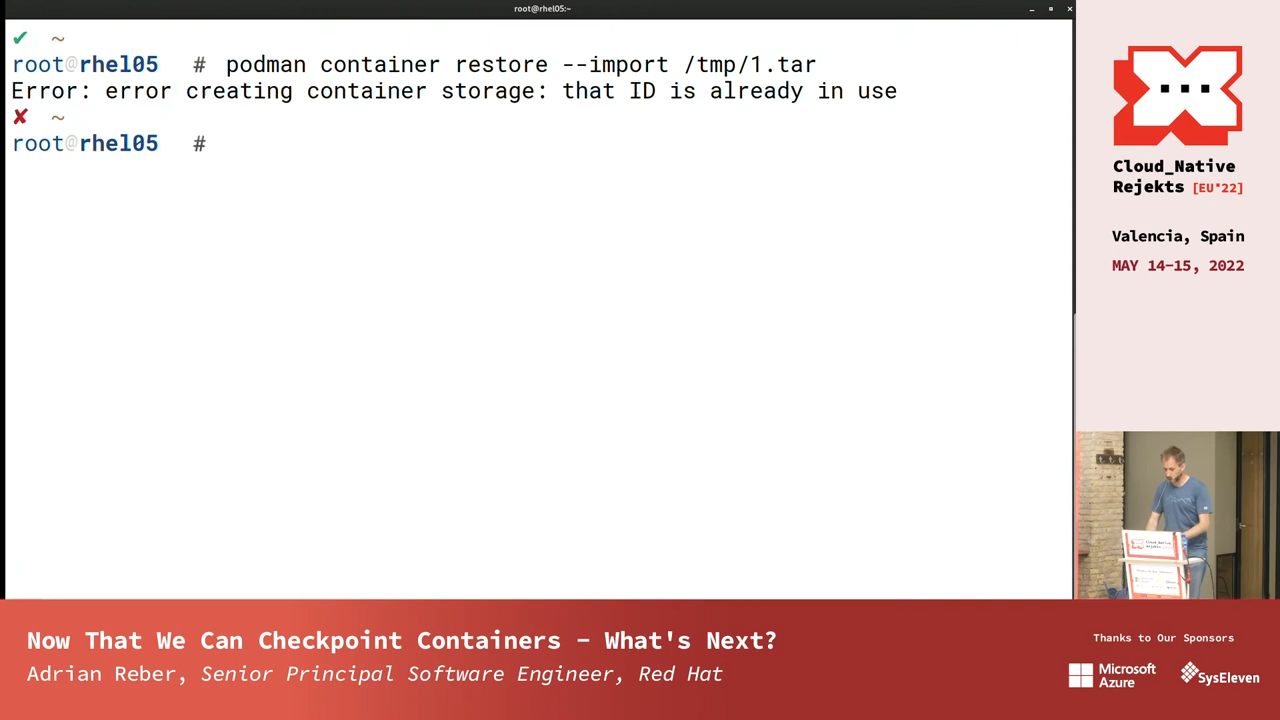 root@rhel05:~
✔ ~
root@rhel05 # podman container restore --import /tmp/1.tar
Error: error creating container storage: that ID is already in use
✘ ~
root@rhel05 #
Cloud_Native
Rejekts [EU'22]
Valencia, Spain
MAY 14-15, 2022
Now That We Can Checkpoint Containers - What's Next?
Adrian Reber, Senior Principal Software Engineer, Red Hat
Thanks to Our Sponsors
Microsoft
Azure
SysEleven